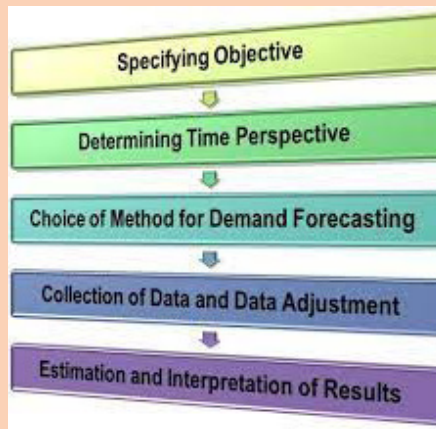 Specifying Objective
Determining Time Perspective
Choice of Method for Demand Forecasting
Collection of Data and Data Adjustment
Estimation and Interpretation of Results